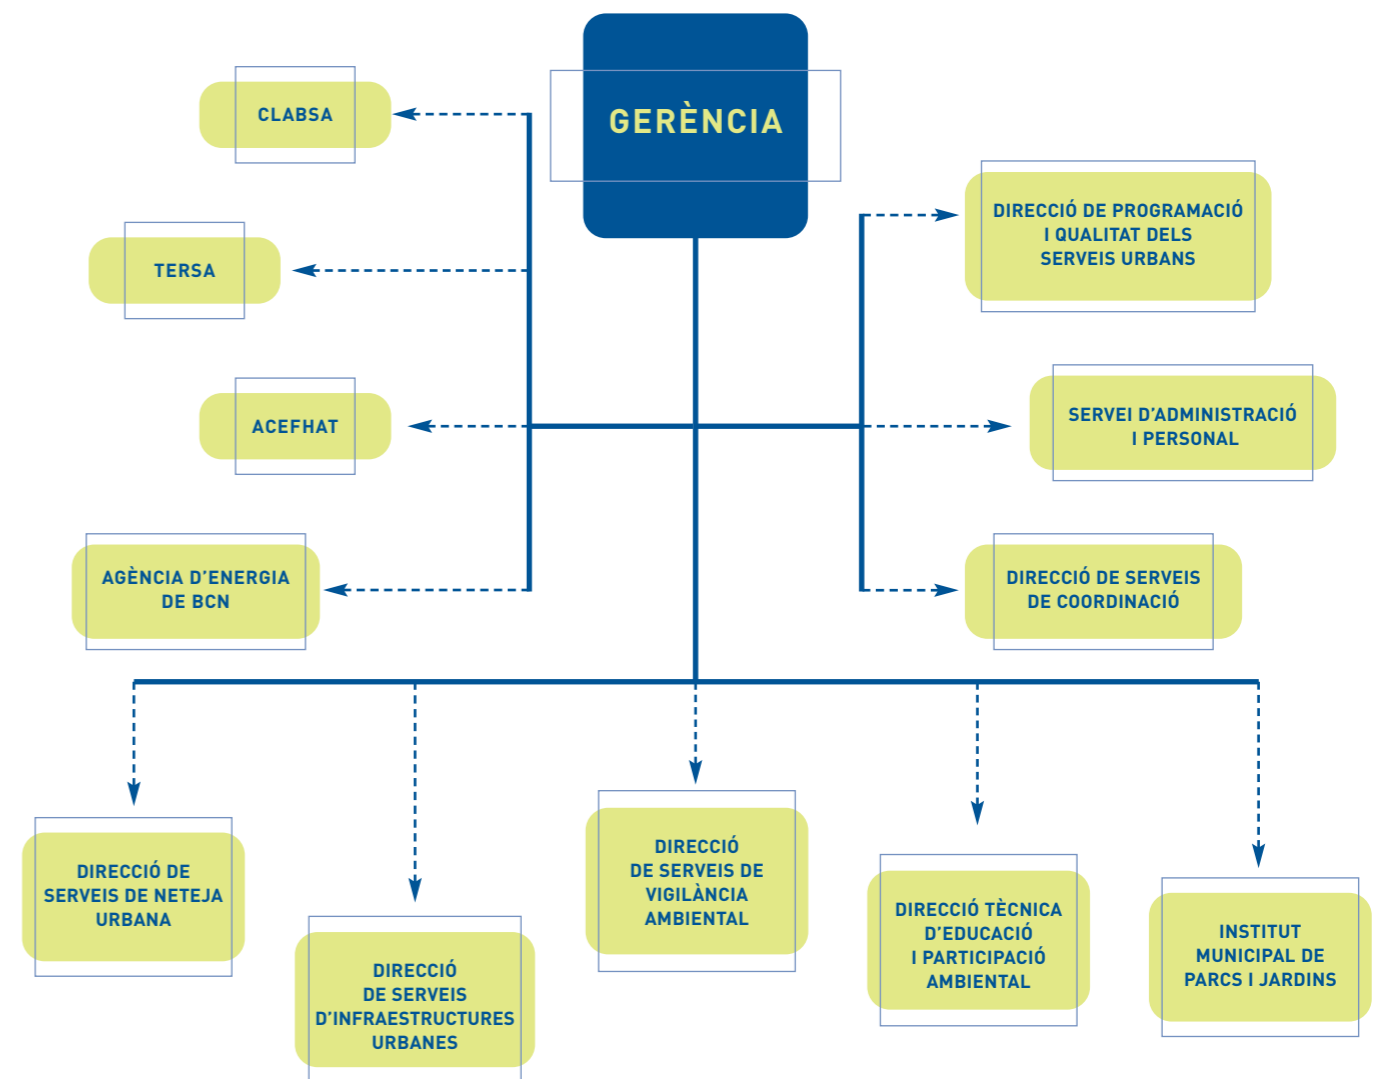 GERÈNCIA
CLABSA
TERSA
ACEFHAT
AGÈNCIA D’ENERGIA
DE BCN
DIRECCIÓ DE PROGRAMACIÓ
I QUALITAT DELS
SERVEIS URBANS
SERVEI D’ADMINISTRACIÓ
I PERSONAL
DIRECCIÓ DE SERVEIS
DE COORDINACIÓ
DIRECCIÓ DE
SERVEIS DE NETEJA
URBANA
DIRECCIÓ
DE SERVEIS
D’INFRAESTRUCTURES
URBANES
DIRECCIÓ
DE SERVEIS DE
VIGILÀNCIA
AMBIENTAL
DIRECCIÓ TÈCNICA
D’EDUCACIÓ
I PARTICIPACIÓ
AMBIENTAL
INSTITUT
MUNICIPAL DE
PARCS I JARDINS